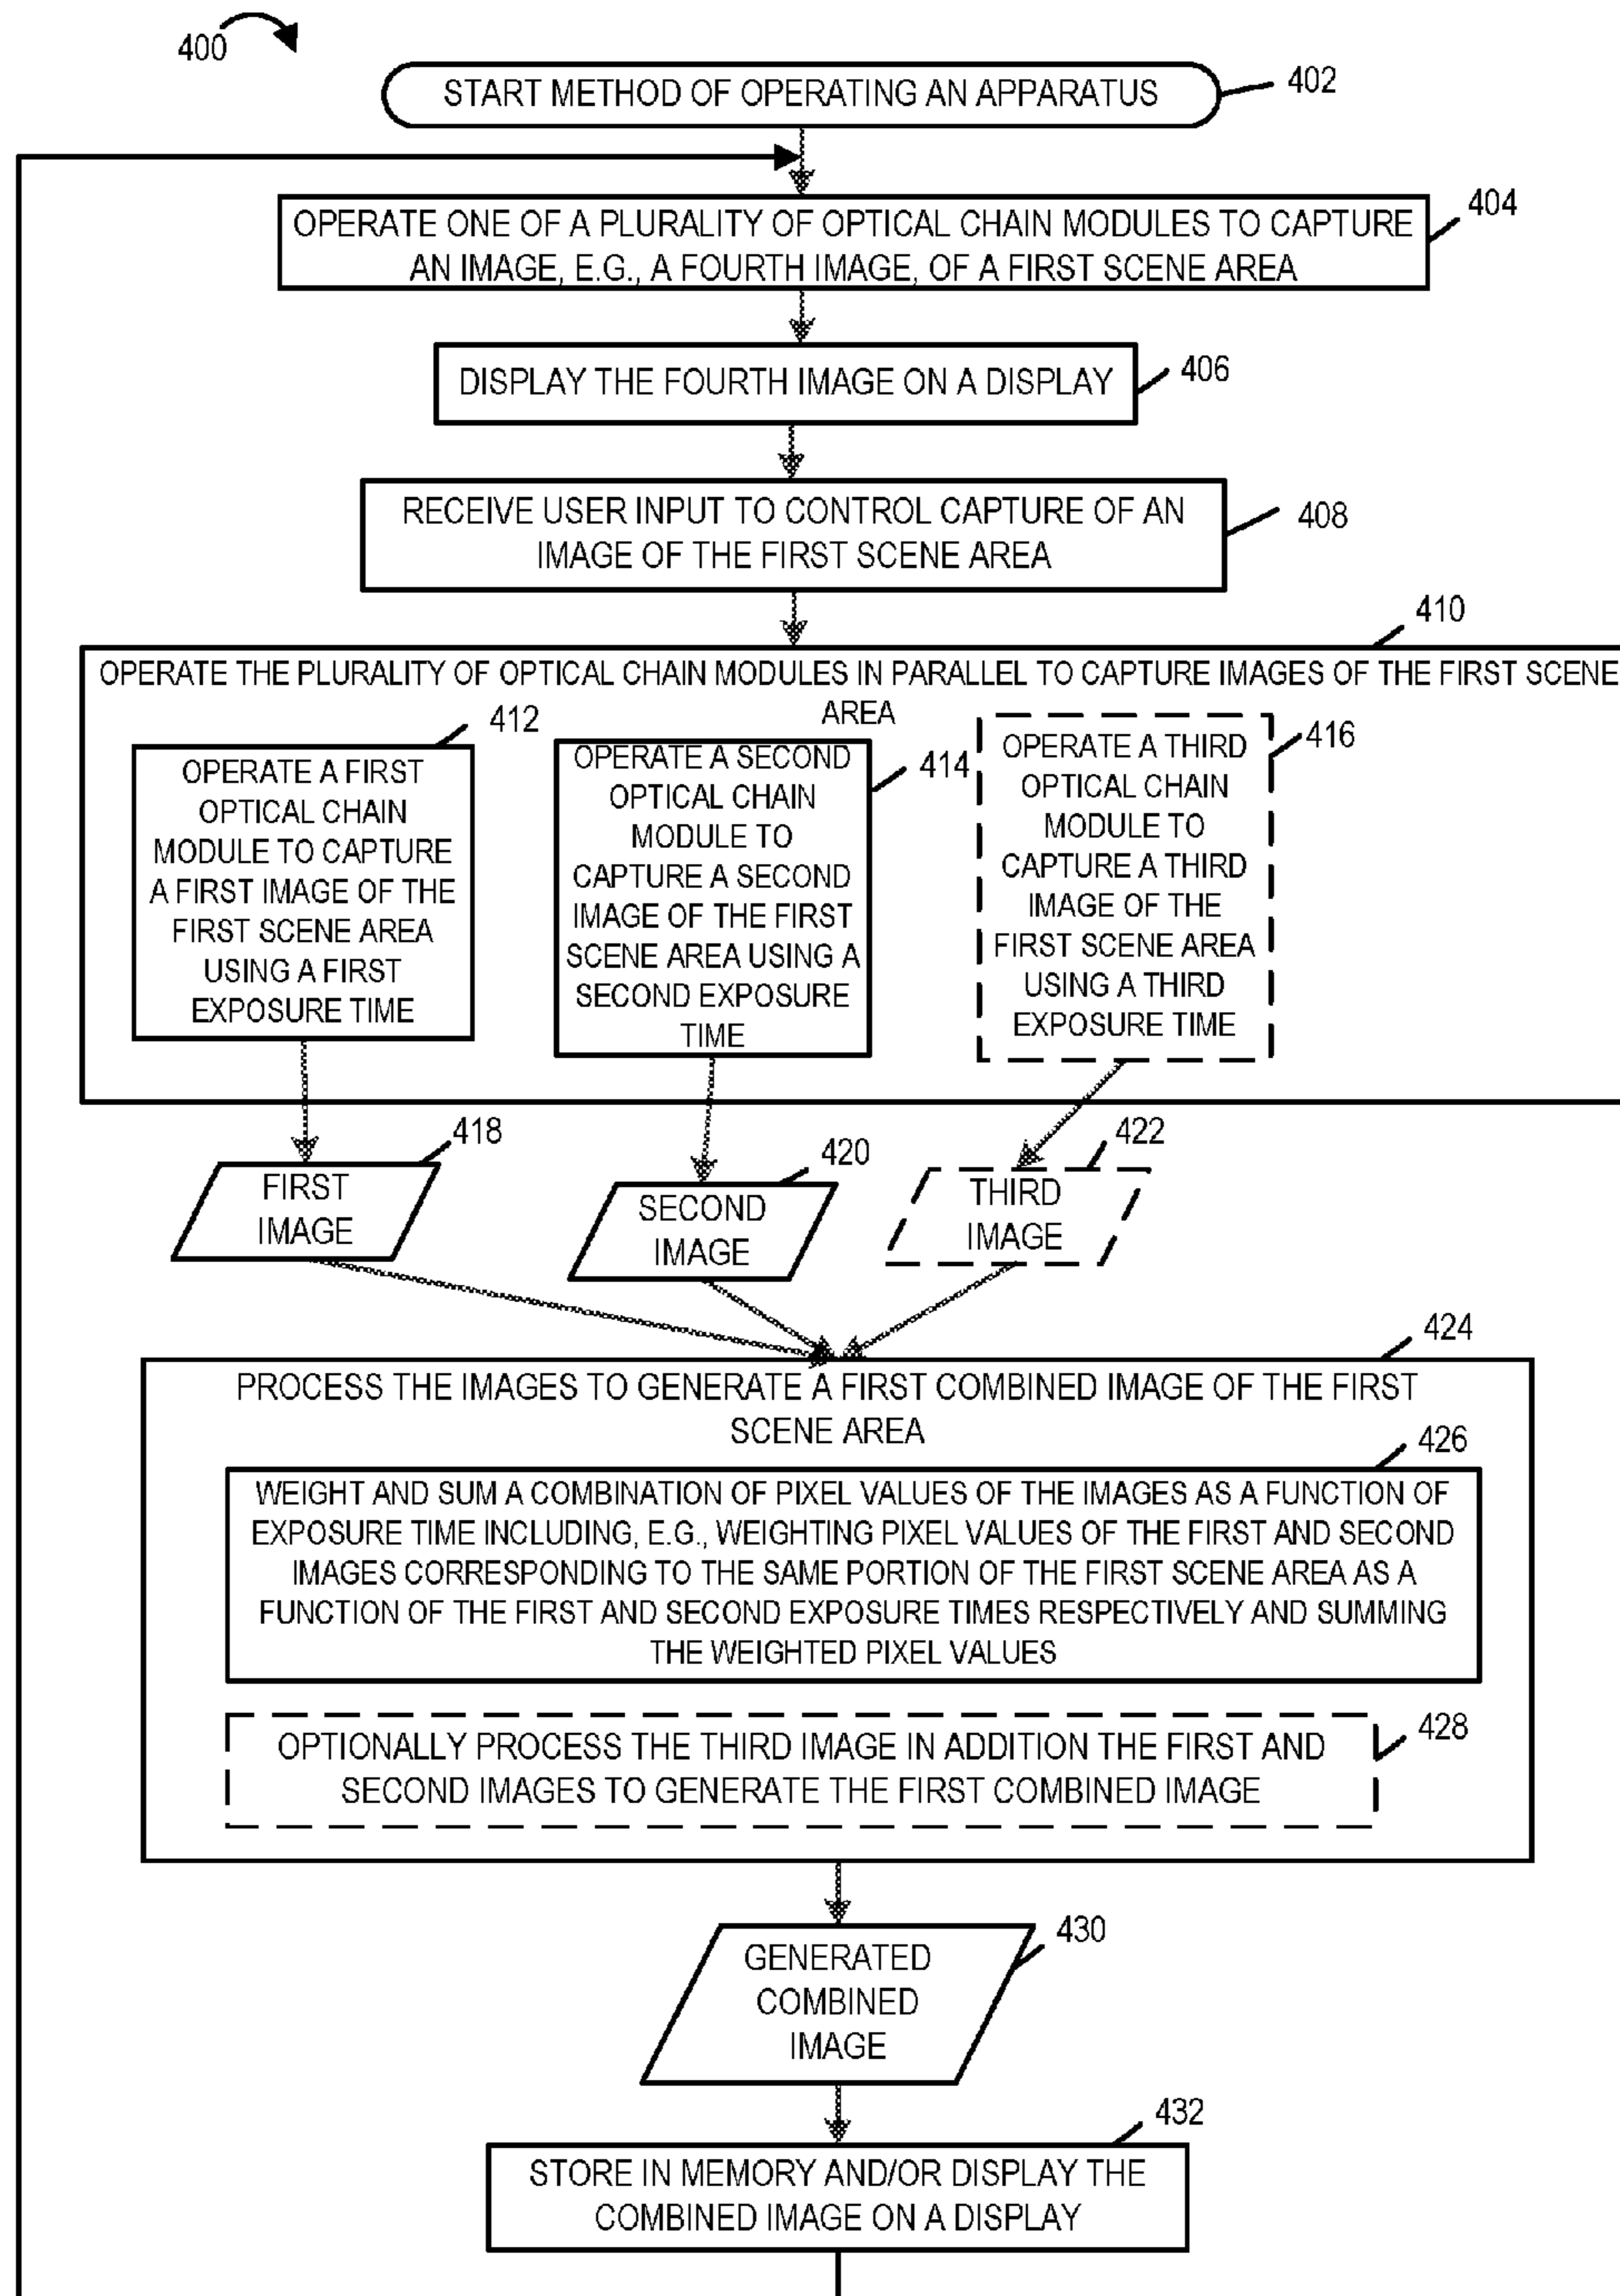 400
START METHOD OF OPERATING AN APPARATUS
402
404
OPERATE ONE OF A PLURALITY OF OPTICAL CHAIN MODULES TO CAPTURE
AN IMAGE, E.G., A FOURTH IMAGE, OF A FIRST SCENE AREA
406
DISPLAY THE FOURTH IMAGE ON A DISPLAY
408
RECEIVE USER INPUT TO CONTROL CAPTURE OF AN
IMAGE OF THE FIRST SCENE AREA
410
OPERATE THE PLURALITY OF OPTICAL CHAIN MODULES IN PARALLEL TO CAPTURE IMAGES OF THE FIRST SCENE
AREA
412
OPERATE A FIRST
OPTICAL CHAIN
MODULE TO CAPTURE
A FIRST IMAGE OF THE
FIRST SCENE AREA
USING A FIRST
EXPOSURE TIME
414
OPERATE A SECOND
OPTICAL CHAIN
MODULE TO
CAPTURE A SECOND
IMAGE OF THE FIRST
SCENE AREA USING A
SECOND EXPOSURE
TIME
416
OPERATE A THIRD
OPTICAL CHAIN
MODULE TO
CAPTURE A THIRD
IMAGE OF THE
FIRST SCENE AREA
USING A THIRD
EXPOSURE TIME
418
FIRST
IMAGE
420
SECOND
IMAGE
422
THIRD
IMAGE
424
PROCESS THE IMAGES TO GENERATE A FIRST COMBINED IMAGE OF THE FIRST
SCENE AREA
426
WEIGHT AND SUM A COMBINATION OF PIXEL VALUES OF THE IMAGES AS A FUNCTION OF
EXPOSURE TIME INCLUDING, E.G., WEIGHTING PIXEL VALUES OF THE FIRST AND SECOND
IMAGES CORRESPONDING TO THE SAME PORTION OF THE FIRST SCENE AREA AS A
FUNCTION OF THE FIRST AND SECOND EXPOSURE TIMES RESPECTIVELY AND SUMMING
THE WEIGHTED PIXEL VALUES
428
OPTIONALLY PROCESS THE THIRD IMAGE IN ADDITION THE FIRST AND
SECOND IMAGES TO GENERATE THE FIRST COMBINED IMAGE
430
GENERATED
COMBINED
IMAGE
432
STORE IN MEMORY AND/OR DISPLAY THE
COMBINED IMAGE ON A DISPLAY